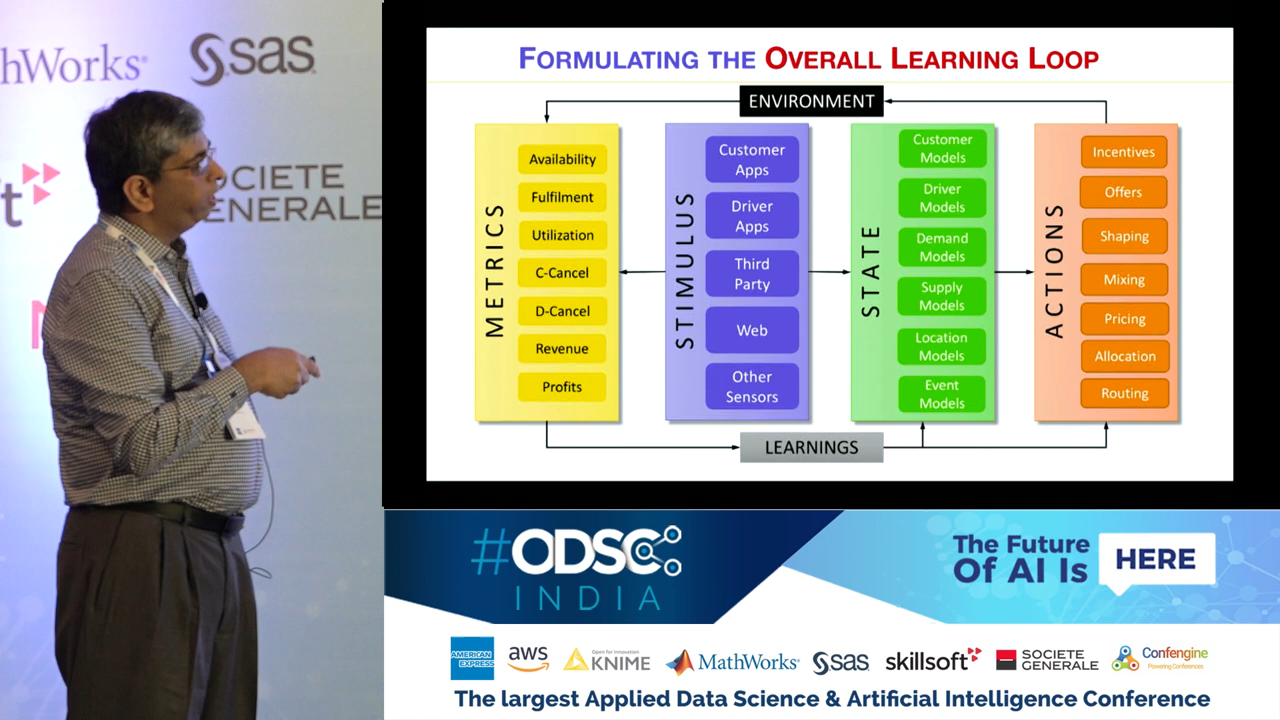 hWorks
sas
SOCIETE
GENERALE
FORMULATING THE OVERALL LEARNING LOOP
ENVIRONMENT
METRICS
Availability
Fulfilment
Utilization
C-Cancel
D-Cancel
Revenue
Profits
STIMULUS
Customer
Apps
Driver
Apps
Third
Party
Web
Other
Sensors
STATE
Customer
Models
Driver
Models
Demand
Models
Supply
Models
Location
Models
Event
Models
ACTIONS
Incentives
Offers
Shaping
Mixing
Pricing
Allocation
Routing
LEARNINGS
#ODSC
INDIA
The Future
Of AI Is HERE
AMERICAN
EXPRESS
aws
Open for Innovation
KNIME
MathWorks
sas
skillsoft
SOCIETE
GENERALE
Confengine
Powering Conferences
The largest Applied Data Science & Artificial Intelligence Conference